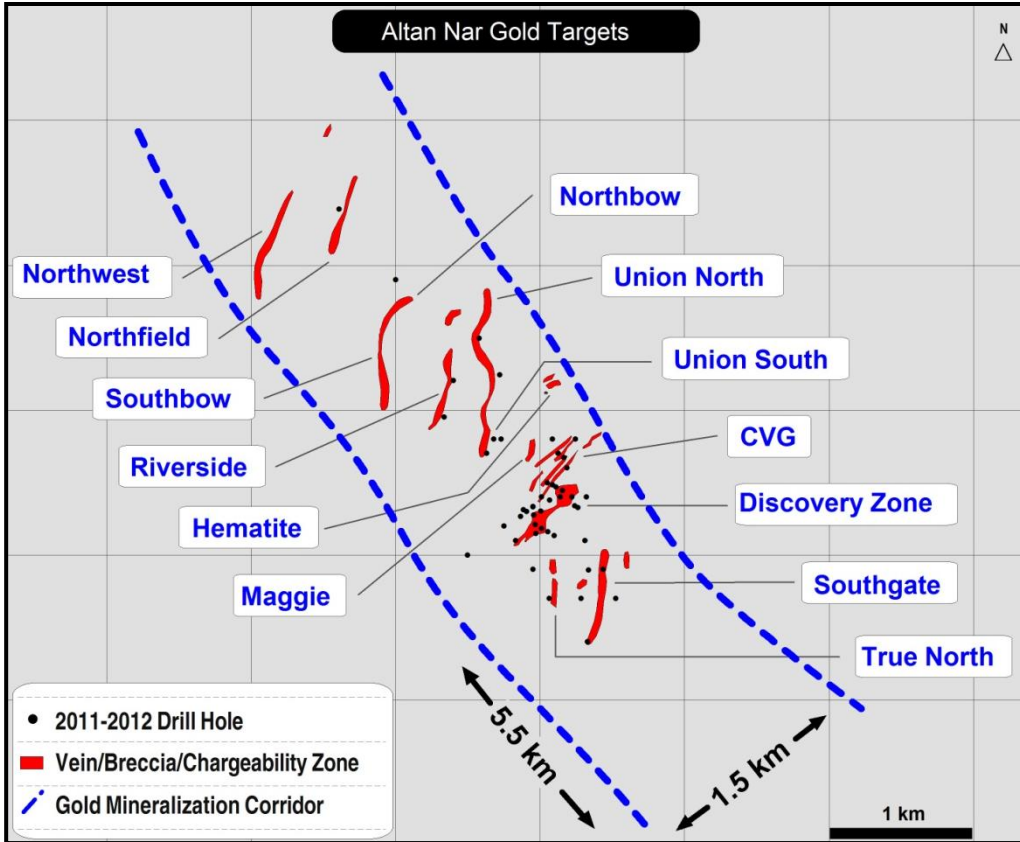 Altan Nar Gold Targets
N
Northbow
Northwest
Union North
Northfield
Union South
Southbow
CVG
Riverside
Discovery Zone
Hematite
Southgate
Maggie
True North
5.5 km
1.5 km
2011-2012 Drill Hole
Vein/Breccia/Chargeability Zone
Gold Mineralization Corridor
1 km